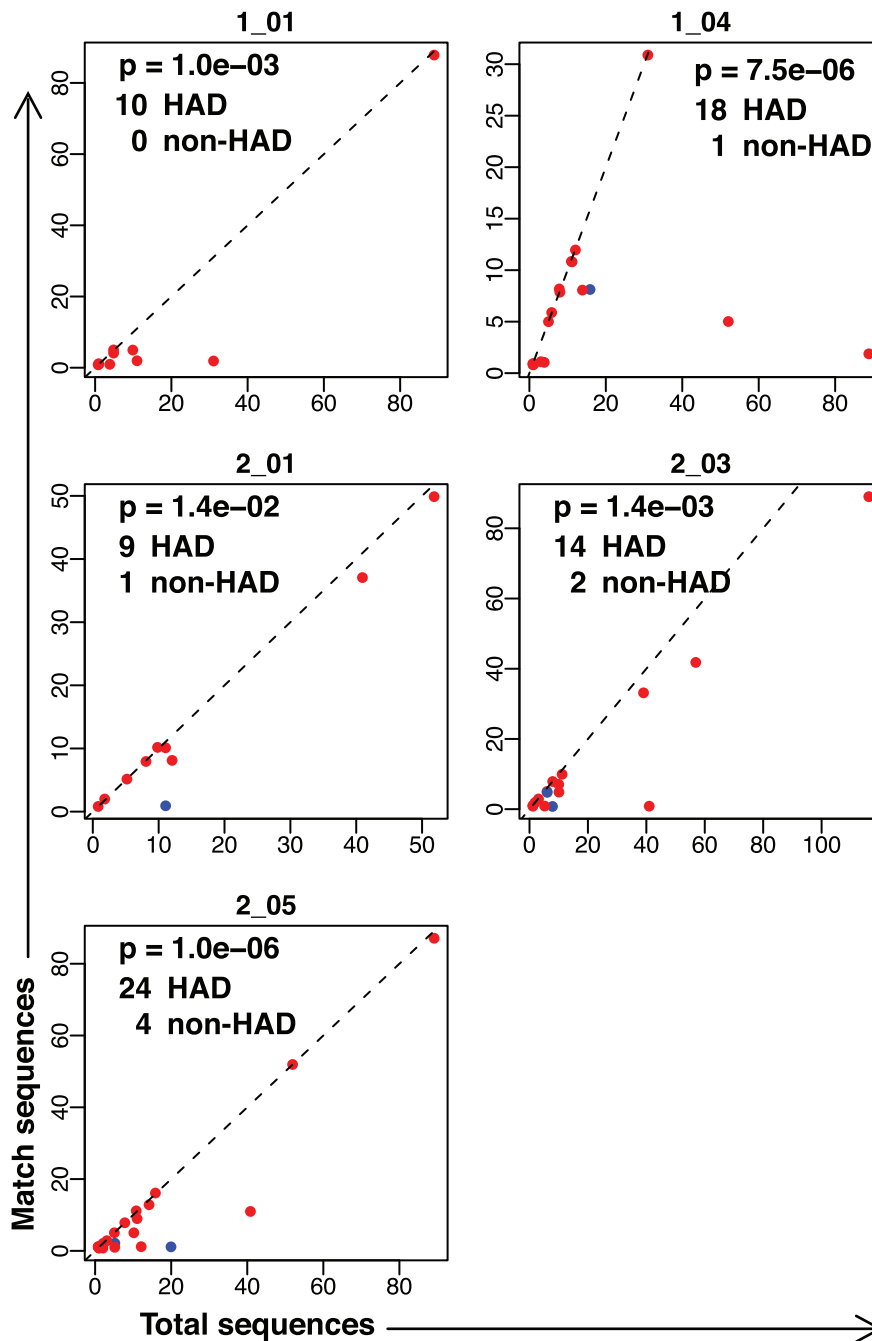 1_01
p = 1.0e−03
10 HAD
0 non-HAD
80
60
40
20
0
0 20 40 60 80
1_04
p = 7.5e−06
18 HAD
1 non-HAD
30
25
20
15
10
5
0
0 20 40 60 80
2_01
p = 1.4e−02
9 HAD
1 non-HAD
50
40
30
20
10
0
0 10 20 30 40 50
2_03
p = 1.4e−03
14 HAD
2 non-HAD
80
60
40
20
0
0 20 40 60 80 100
2_05
p = 1.0e−06
24 HAD
4 non-HAD
80
60
40
20
0
0 20 40 60 80
Match sequences
Total sequences